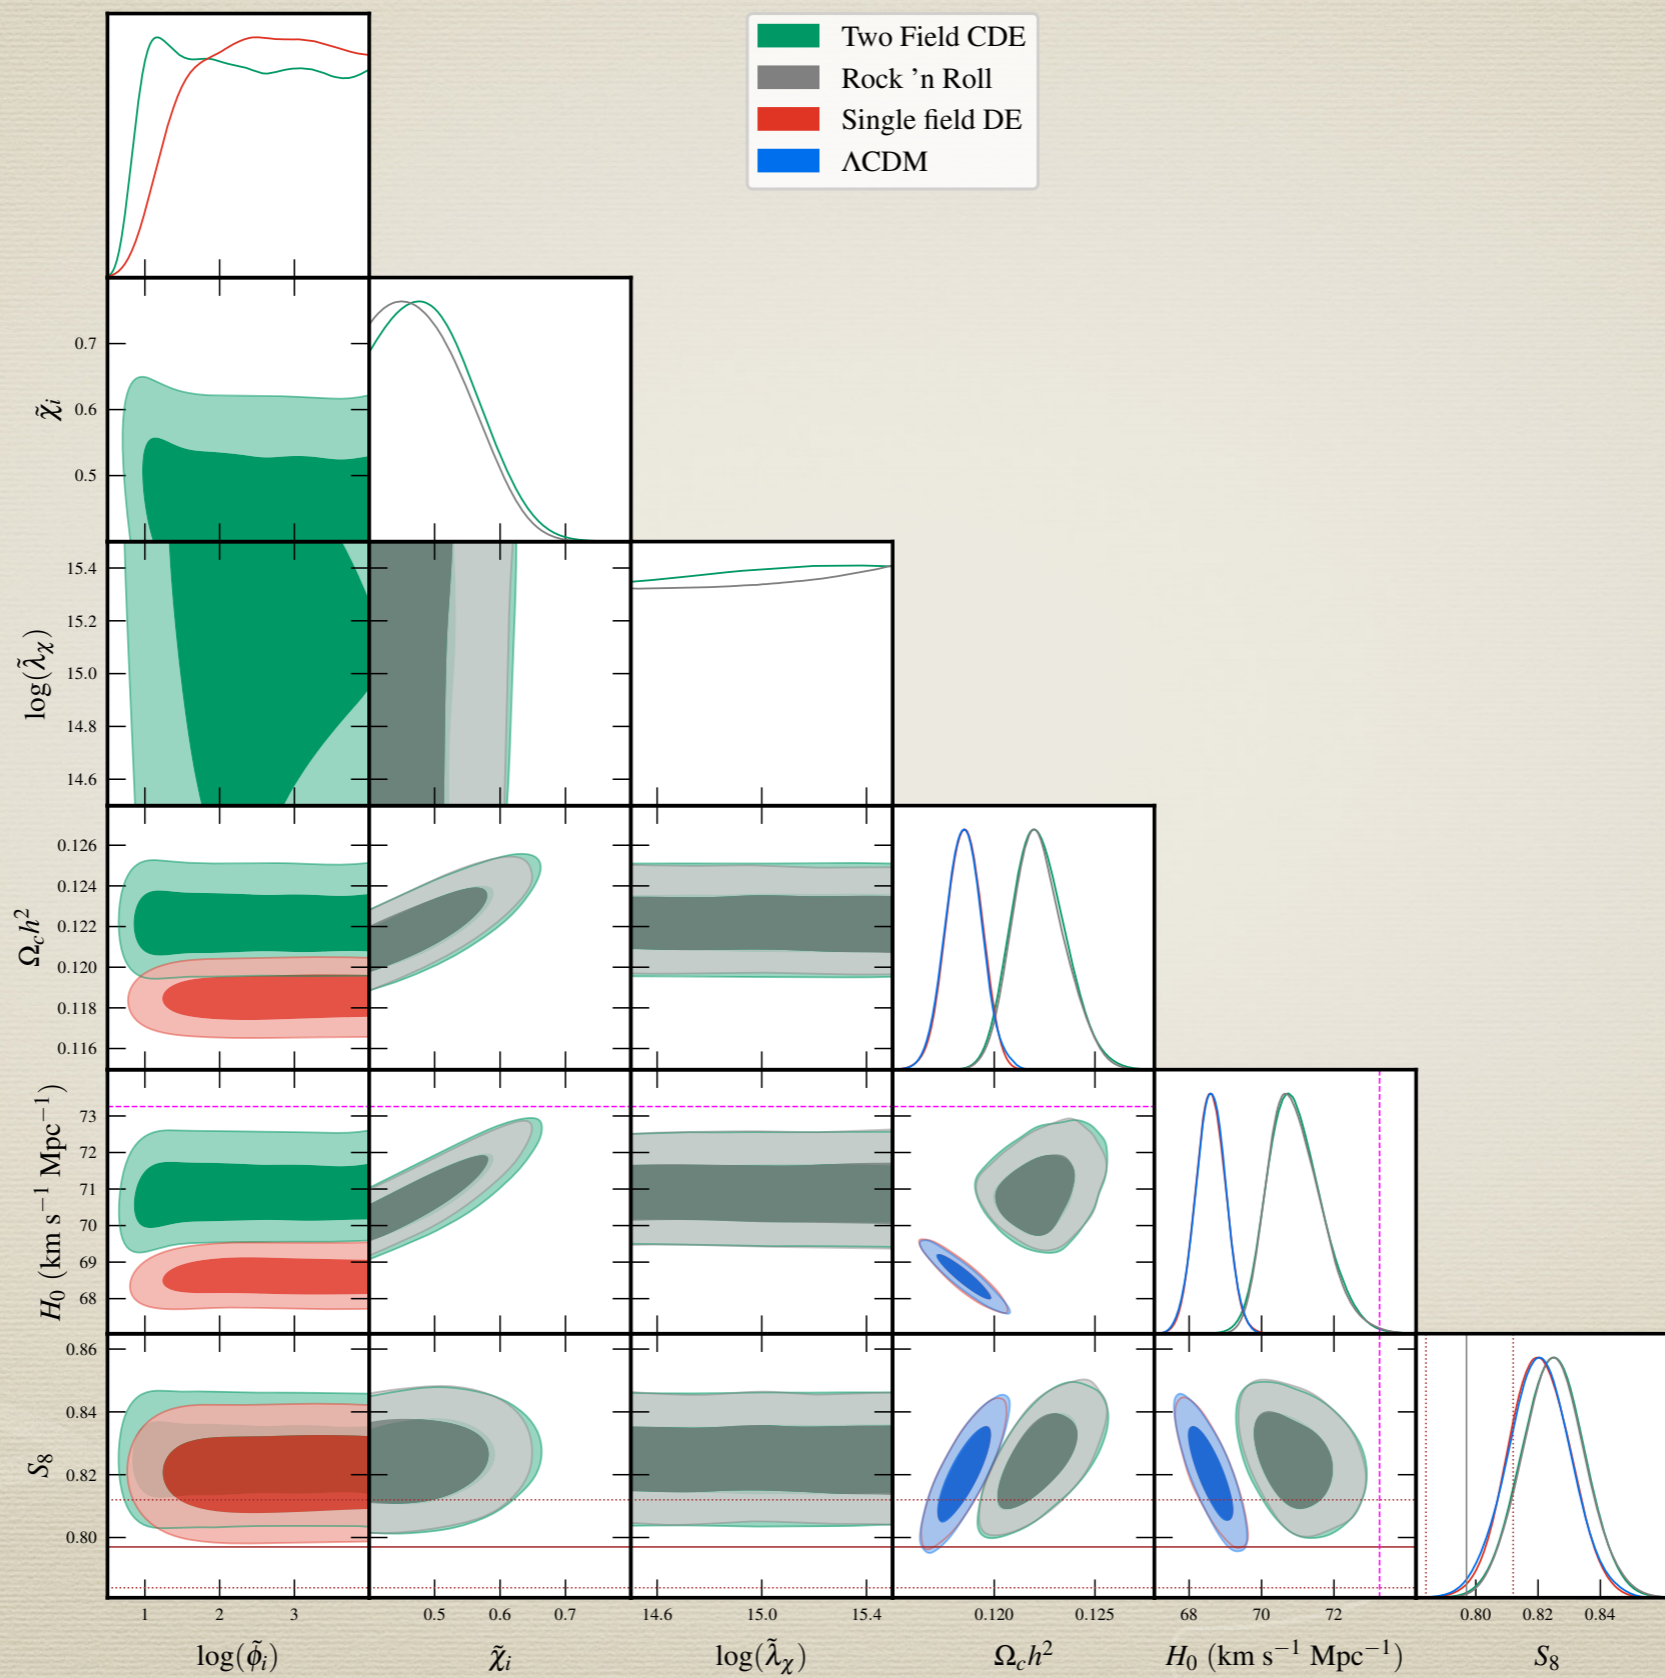 Two Field CDE
Rock ’n Roll
Single field DE
ΛCDM
0.7
0.6
0.5
χ̃ᵢ
15.4
15.2
15.0
14.8
14.6
log(λ̃ᵪ)
0.126
0.124
0.122
0.120
0.118
0.116
Ω_c h²
73
72
71
70
69
68
H₀ (km s⁻¹ Mpc⁻¹)
0.86
0.84
0.82
0.80
S₈
1 2 3 0.5 0.6 0.7 14.6 15.0 15.4 0.120 0.125 68 70 72 0.80 0.82 0.84
log(φ̃ᵢ) χ̃ᵢ log(λ̃ᵪ) Ω_c h² H₀ (km s⁻¹ Mpc⁻¹) S₈